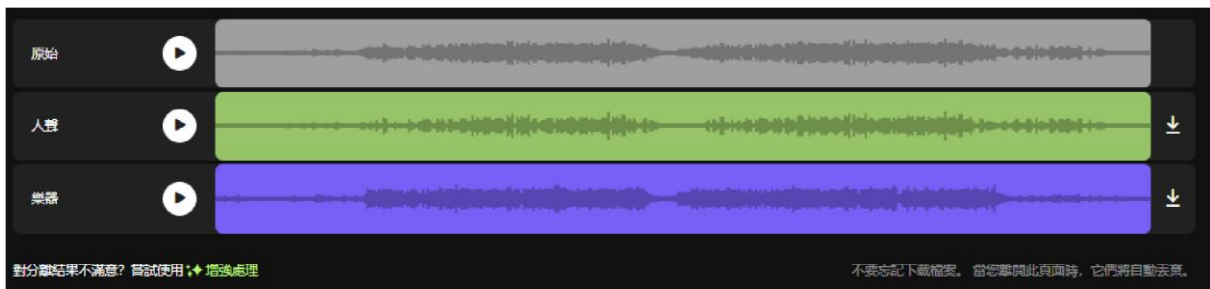 原始
人聲
樂器
對分離結果不滿意？嘗試使用 增強處理
不要忘記下載檔案。當您離開此頁面時，它們將自動丟棄。